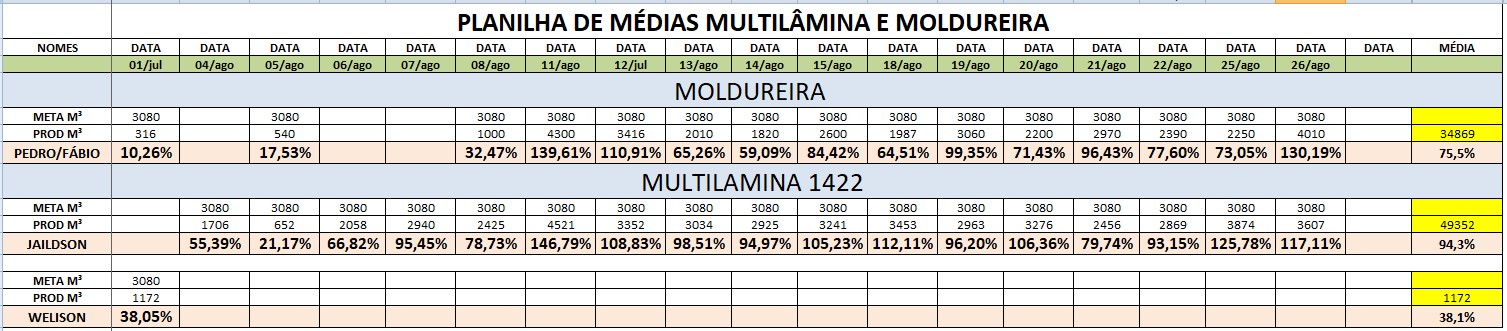 PLANILHA DE MÉDIAS MULTILÂMINA E MOLDUREIRA
NOMES DATA DATA DATA DATA DATA DATA DATA DATA DATA DATA DATA DATA DATA DATA DATA DATA DATA DATA DATA MÉDIA
01/jul 04/ago 05/ago 06/ago 07/ago 08/ago 11/ago 12/jul 13/ago 14/ago 15/ago 18/ago 19/ago 20/ago 21/ago 22/ago 25/ago 26/ago
MOLDUREIRA
META M³ 3080 3080 3080 3080 3080 3080 3080 3080 3080 3080 3080 3080 3080 3080 3080
PROD M³ 316 540 1000 4300 3416 2010 1820 2600 1987 3060 2200 2970 2390 2250 4010 34869
PEDRO/FÁBIO 10,26% 17,53% 32,47% 139,61% 110,91% 65,26% 59,09% 84,42% 64,51% 99,35% 71,43% 96,43% 77,60% 73,05% 130,19% 75,5%
MULTILAMINA 1422
META M³ 3080 3080 3080 3080 3080 3080 3080 3080 3080 3080 3080 3080 3080 3080 3080 3080 3080
PROD M³ 1706 652 2058 2940 2425 4521 3352 3034 2925 3241 3453 2963 3276 2456 2869 3874 3607 49352
JAILDSON 55,39% 21,17% 66,82% 95,45% 78,73% 146,79% 108,83% 98,51% 94,97% 105,23% 112,11% 96,20% 106,36% 79,74% 93,15% 125,78% 117,11% 94,3%
META M³ 3080
PROD M³ 1172 1172
WELISON 38,05% 38,1%